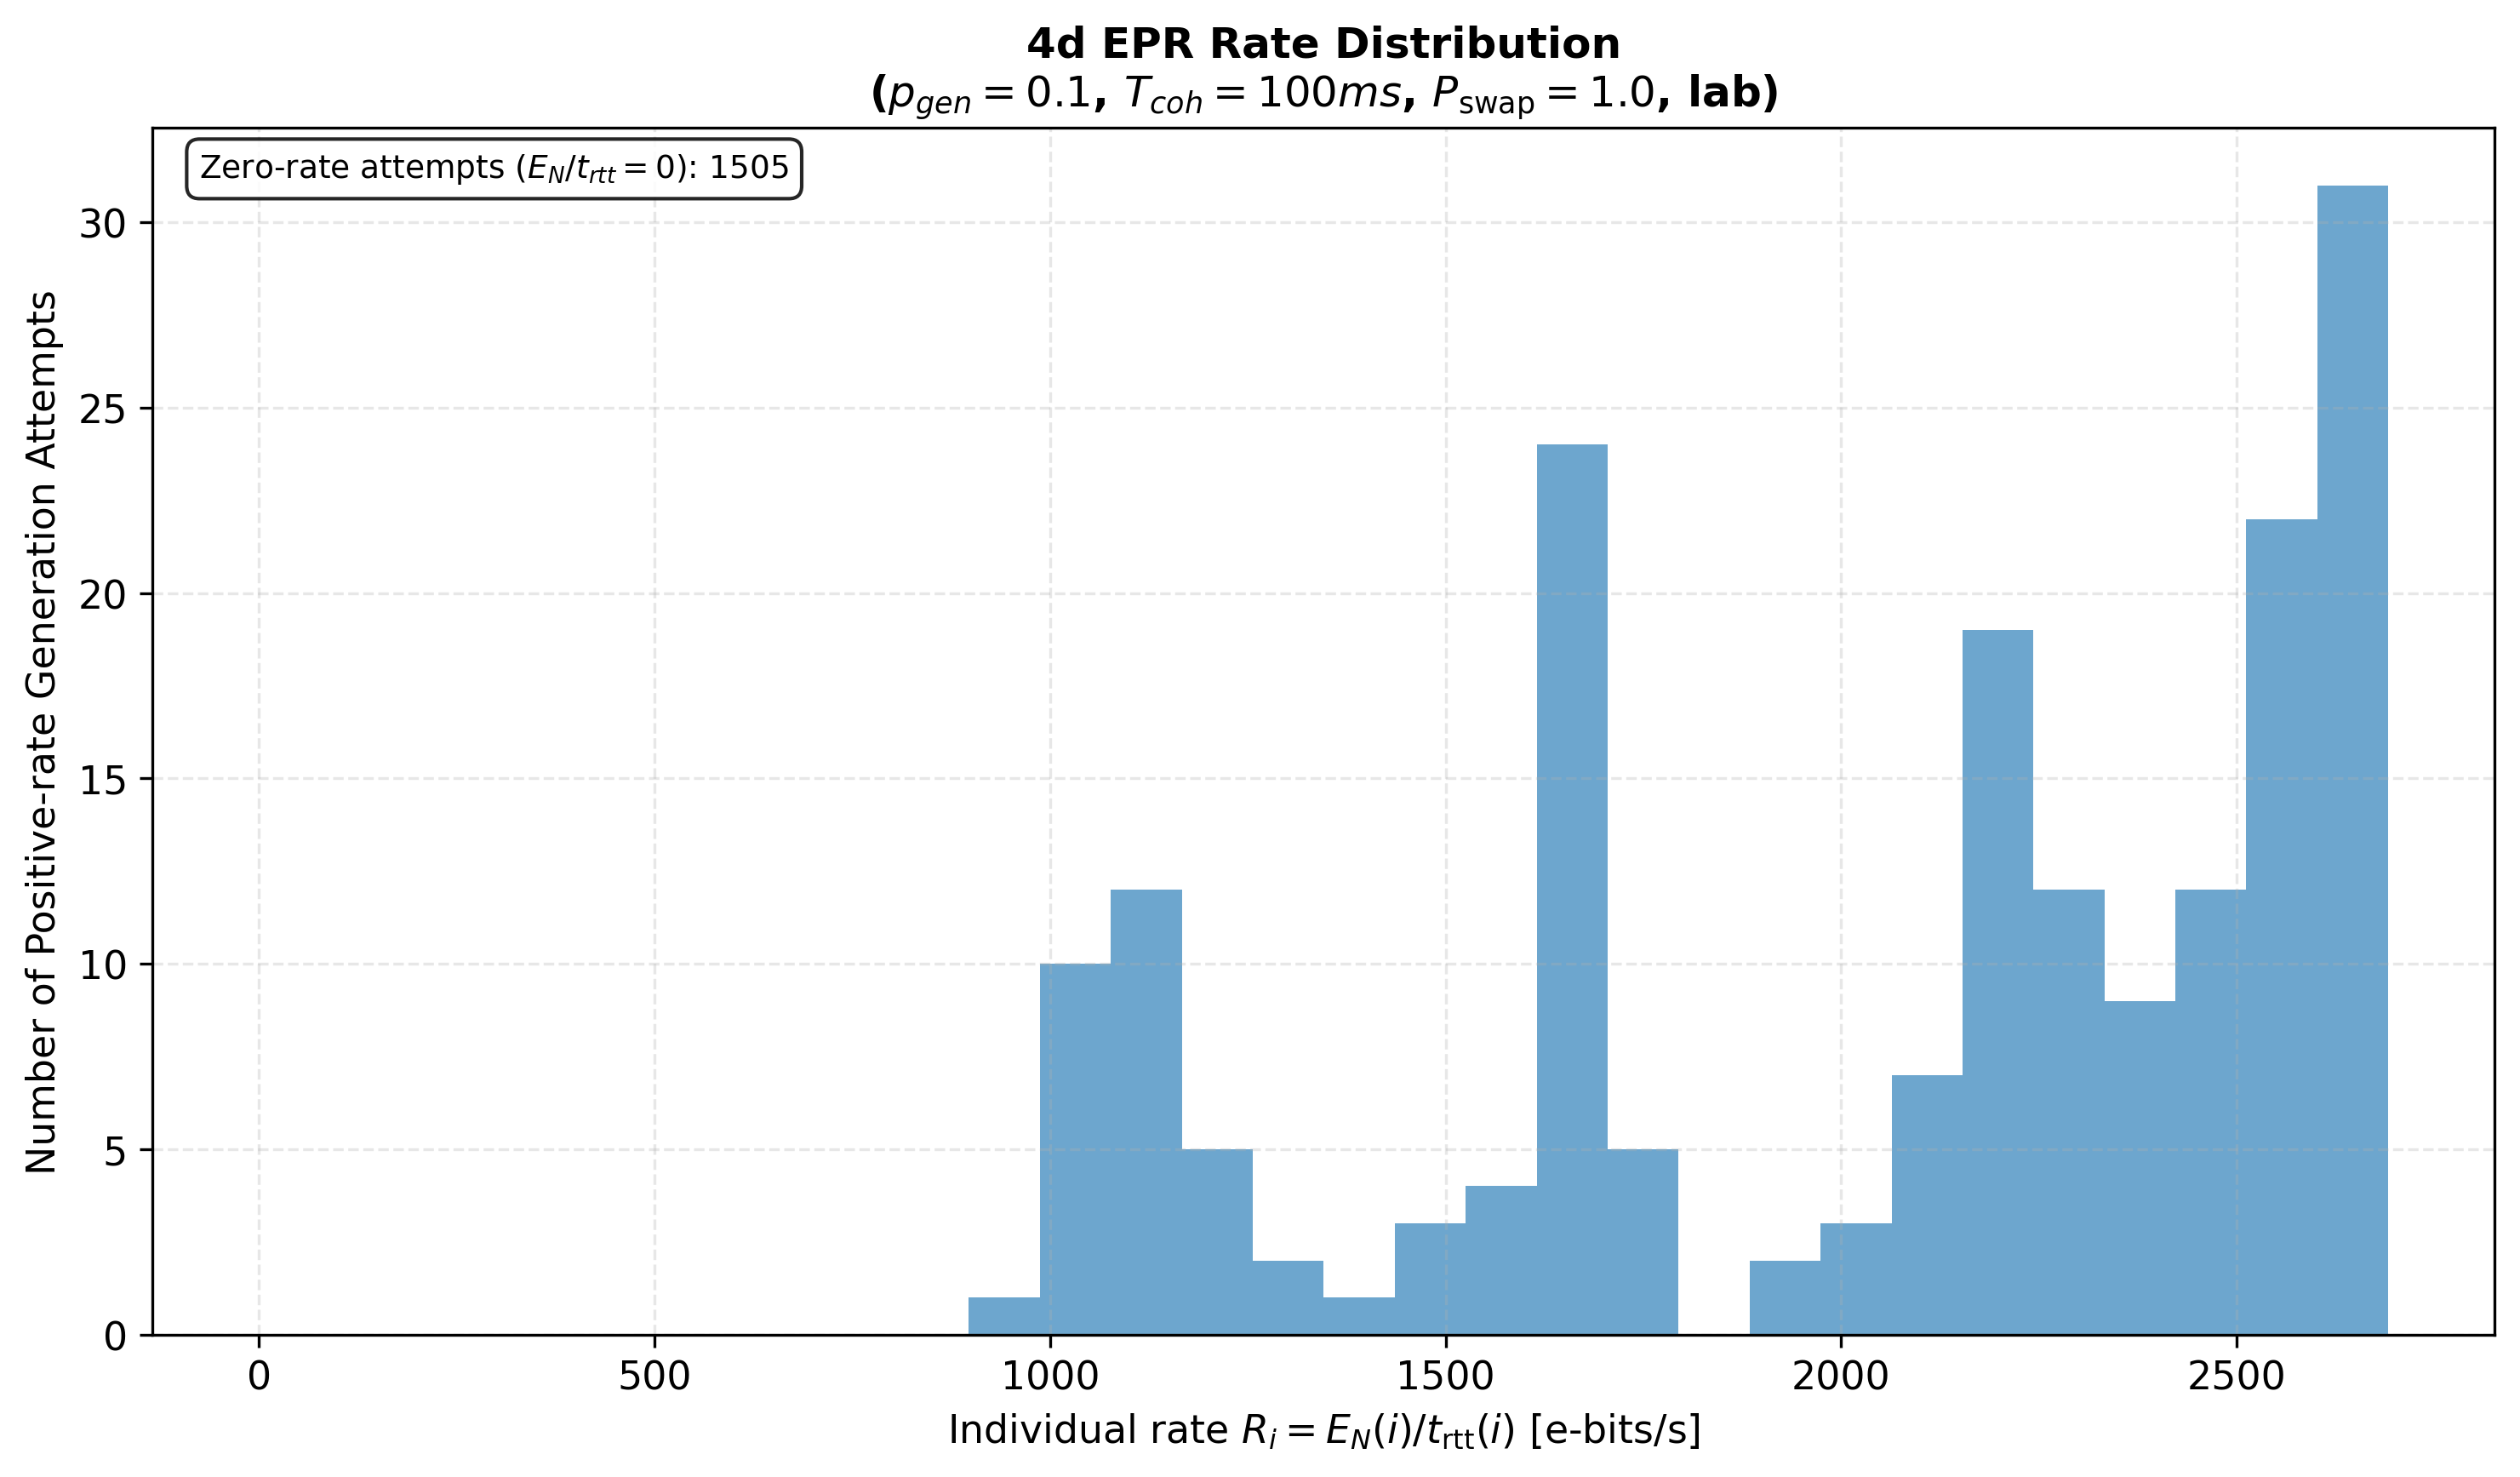 4d EPR Rate Distribution
(p_gen = 0.1, T_coh = 100ms, P_swap = 1.0, lab)
Zero-rate attempts (E_N/t_rtt = 0): 1505
Number of Positive-rate Generation Attempts
30
25
20
15
10
5
0
0 500 1000 1500 2000 2500
Individual rate R_i = E_N(i)/t_rtt(i) [e-bits/s]